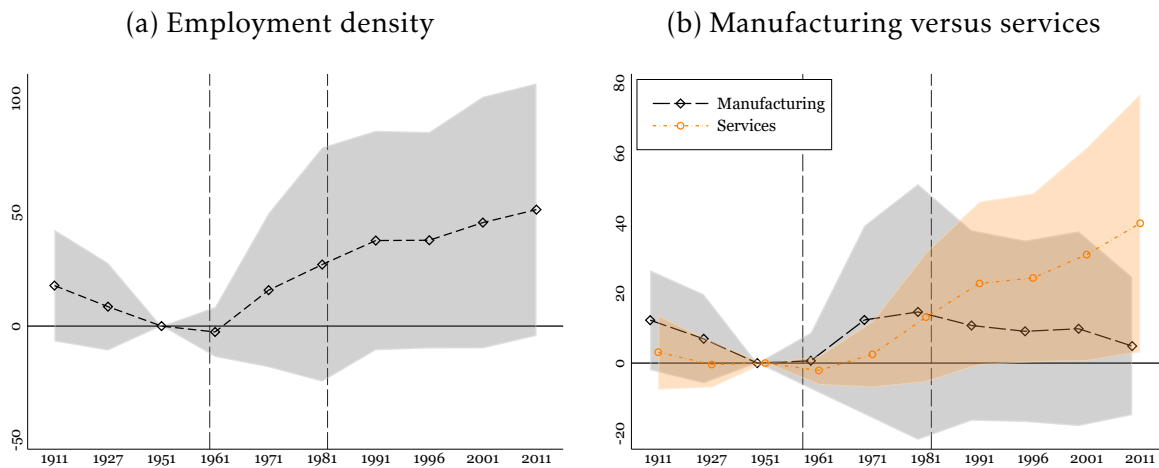 (a) Employment density
100
50
0
-50
1911 1927 1951 1961 1971 1981 1991 1996 2001 2011
(b) Manufacturing versus services
Manufacturing
Services
80
60
40
20
0
-20
1911 1927 1951 1961 1971 1981 1991 1996 2001 2011